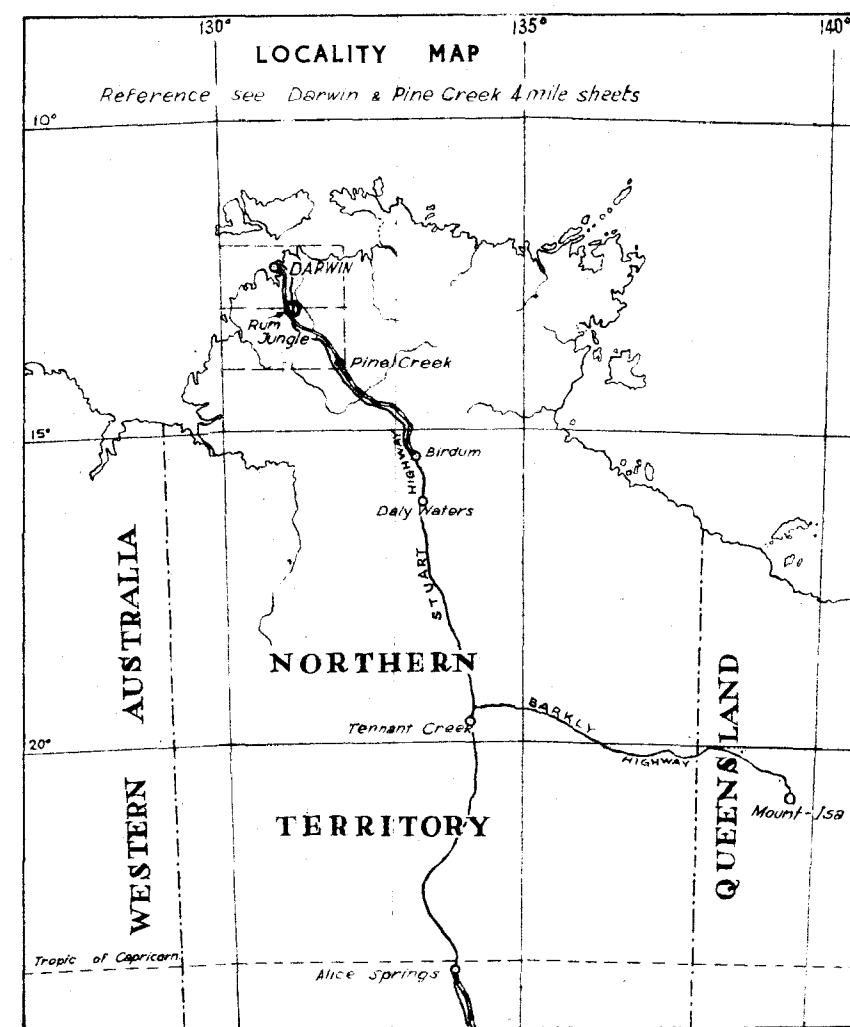 130° 135° 140°
LOCALITY MAP
Reference see Darwin & Pine Creek 4 mile sheets
10°
DARWIN
Rum
Jungle
Pine Creek
15°
HIGHWAY
Birdum
Daly Waters
STUART
WESTERN AUSTRALIA
NORTHERN
QUEENSLAND
BARKLY
Tennant Creek
20°
HIGHWAY
Mount-Isa
TERRITORY
Tropic of Capricorn
Alice Springs